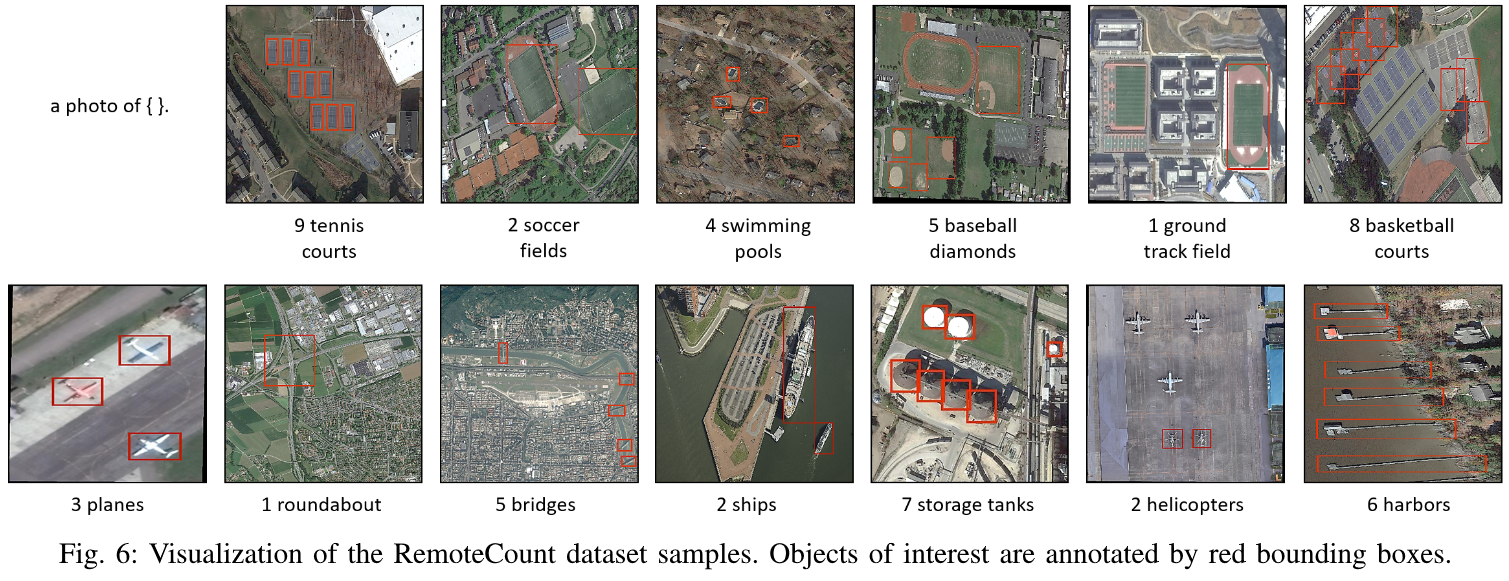 a photo of { }.
9 tennis
courts
2 soccer
fields
4 swimming
pools
5 baseball
diamonds
1 ground
track field
8 basketball
courts
3 planes
1 roundabout
5 bridges
2 ships
7 storage tanks
2 helicopters
6 harbors
Fig. 6: Visualization of the RemoteCount dataset samples. Objects of interest are annotated by red bounding boxes.